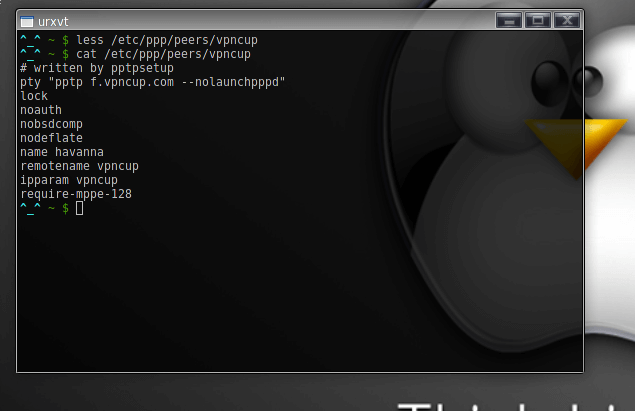 urxvt
^_^ ~ $ less /etc/ppp/peers/vpncup
^_^ ~ $ cat /etc/ppp/peers/vpncup
# written by pptpsetup
pty "pptp f.vpncup.com --nolaunchpppd"
lock
noauth
nobsdcomp
nodeflate
name havanna
remotename vpncup
ipparam vpncup
require-mppe-128
^_^ ~ $